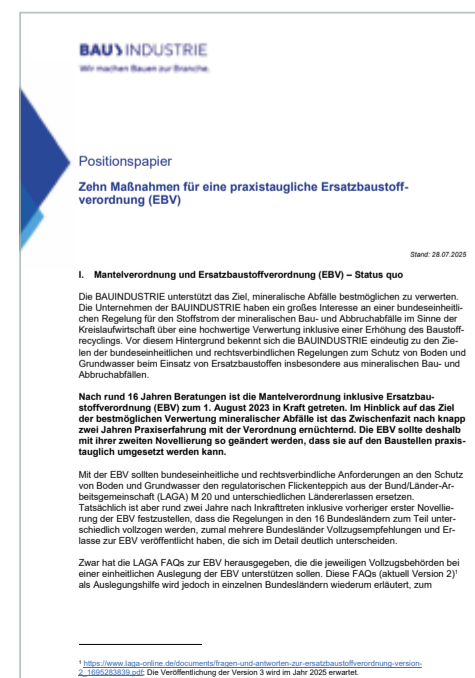 BAU INDUSTRIE
Wir machen Bauen zur Branche.
Positionspapier
Zehn Maßnahmen für eine praxistaugliche Ersatzbaustoff-
verordnung (EBV)
Stand: 28.07.2025
I. Mantelverordnung und Ersatzbaustoffverordnung (EBV) – Status quo
Die BAUINDUSTRIE unterstützt das Ziel, mineralische Abfälle bestmöglichen zu verwerten.
Die Unternehmen der BAUINDUSTRIE haben ein großes Interesse an einer bundeseinheitli-
chen Regelung für den Stoffstrom der mineralischen Bau- und Abbruchabfälle im Sinne der
Kreislaufwirtschaft über eine hochwertige Verwertung inklusive einer Erhöhung des Baustoff-
recyclings. Vor diesem Hintergrund bekennt sich die BAUINDUSTRIE eindeutig zu den Zie-
len der bundeseinheitlichen und rechtsverbindlichen Regelungen zum Schutz von Boden und
Grundwasser beim Einsatz von Ersatzbaustoffen insbesondere aus mineralischen Bau- und
Abbruchabfällen.
Nach rund 16 Jahren Beratungen ist die Mantelverordnung inklusive Ersatzbau-
stoffverordnung (EBV) zum 1. August 2023 in Kraft getreten. Im Hinblick auf das Ziel
der bestmöglichen Verwertung mineralischer Abfälle ist das Zwischenfazit nach knapp
zwei Jahren Praxiserfahrung mit der Verordnung ernüchternd. Die EBV sollte deshalb
mit ihrer zweiten Novellierung so geändert werden, dass sie auf den Baustellen praxis-
tauglich umgesetzt werden kann.
Mit der EBV sollten bundeseinheitliche und rechtsverbindliche Anforderungen an den Schutz
von Boden und Grundwasser den regulatorischen Flickenteppich aus der Bund/Länder-Ar-
beitsgemeinschaft (LAGA) M 20 und unterschiedlichen Ländererlassen ersetzen.
Tatsächlich ist aber rund zwei Jahre nach Inkrafttreten inklusive vorheriger erster Novellie-
rung der EBV festzustellen, dass die Regelungen in den 16 Bundesländern zum Teil unter-
schiedlich vollzogen werden, zumal mehrere Bundesländer Vollzugsempfehlungen und Er-
lasse zur EBV veröffentlicht haben, die sich im Detail deutlich unterscheiden.
Zwar hat die LAGA FAQs zur EBV herausgegeben, die die jeweiligen Vollzugsbehörden bei
einer einheitlichen Auslegung der EBV unterstützen sollen. Diese FAQs (aktuell Version 2)¹
als Auslegungshilfe wird jedoch in einzelnen Bundesländern wiederum erläutert, zum
¹ https://www.laga-online.de/documents/fragen-und-antworten-zur-ersatzbaustoffverordnung-version-
2_1695283839.pdf; Die Veröffentlichung der Version 3 wird im Jahr 2025 erwartet.